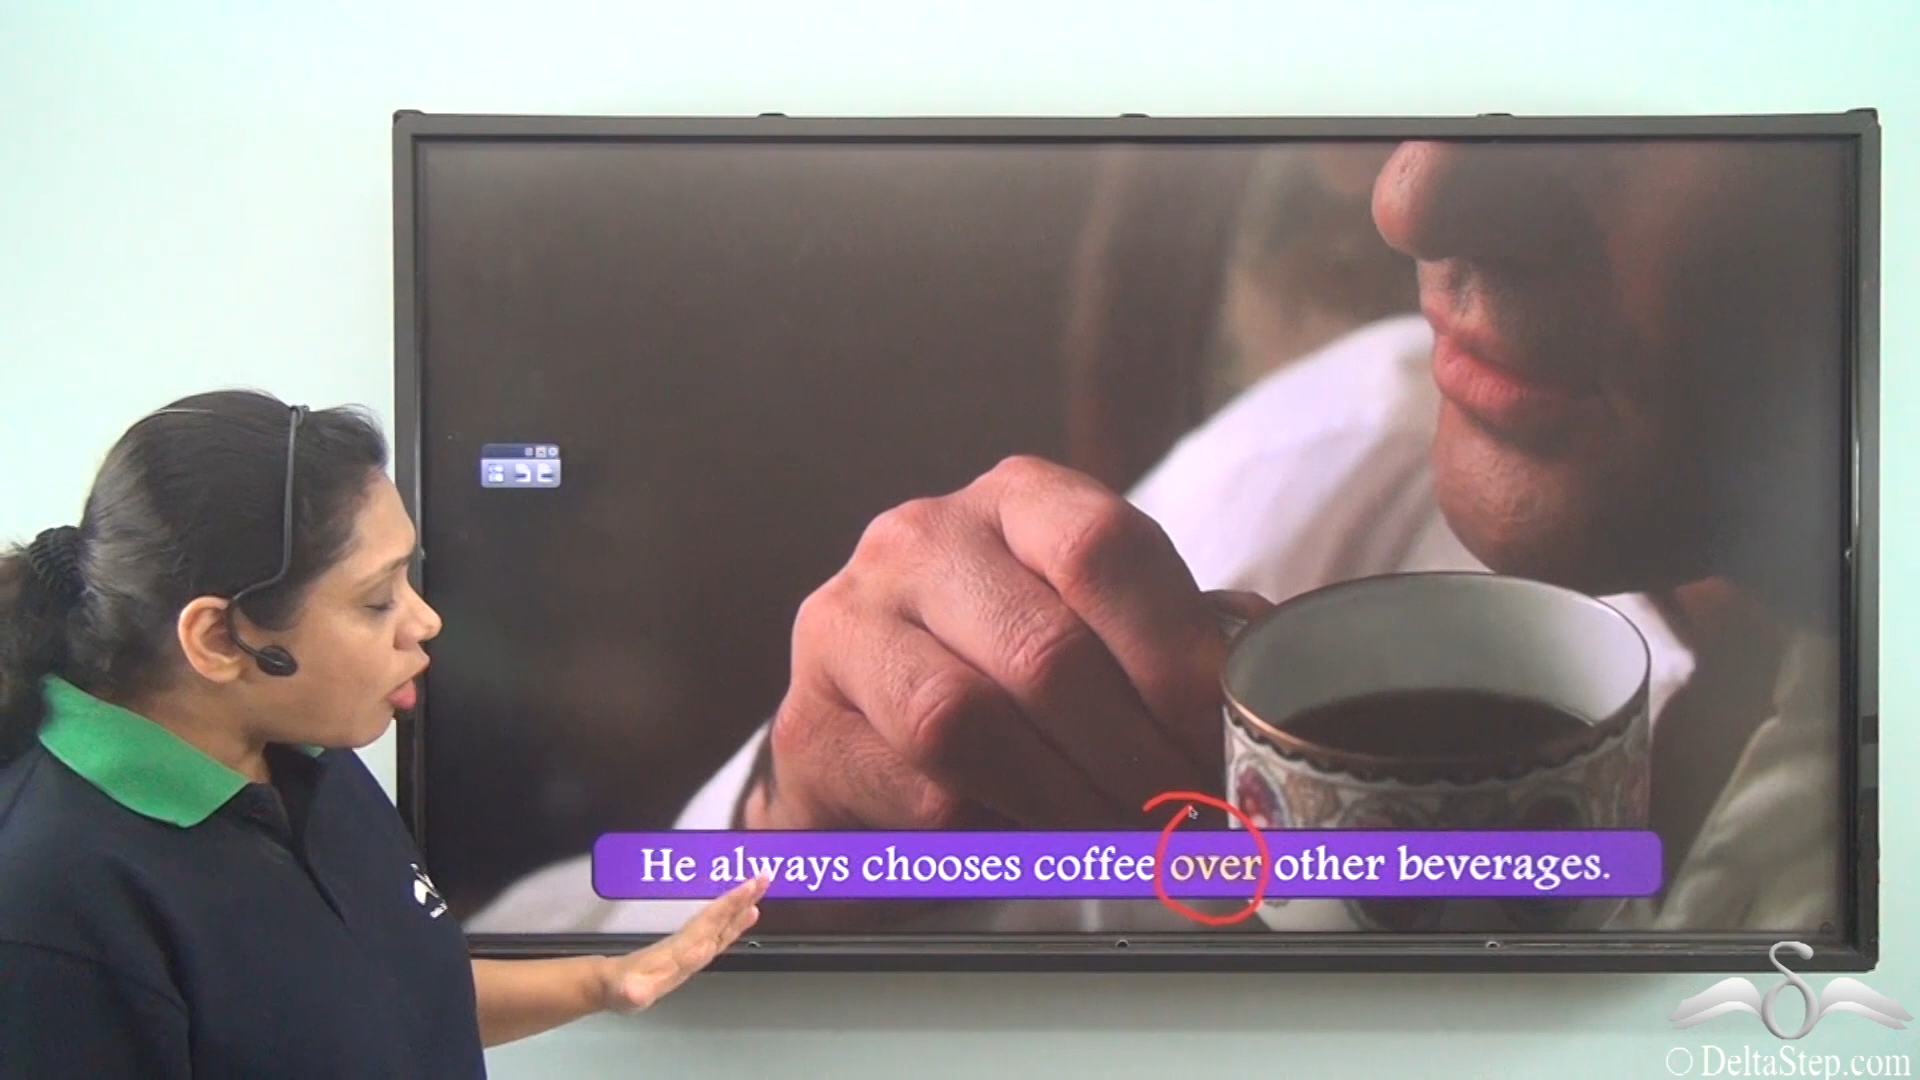 He always chooses coffee over other beverages.
© DeltaStep.com